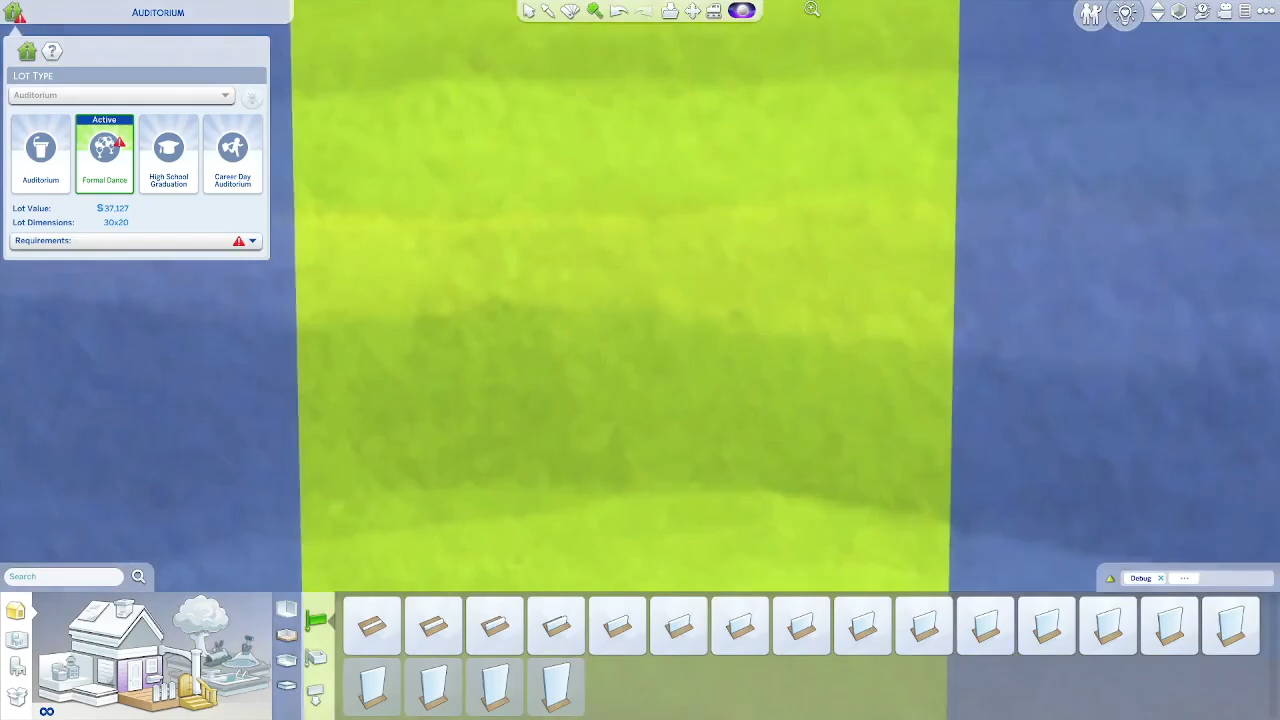 AUDITORIUM
LOT TYPE
Auditorium
Active
Auditorium
Formal Dance
High School
Graduation
Career Day
Auditorium
Lot Value: §37,127
Lot Dimensions: 30x20
Requirements:
Search
Debug